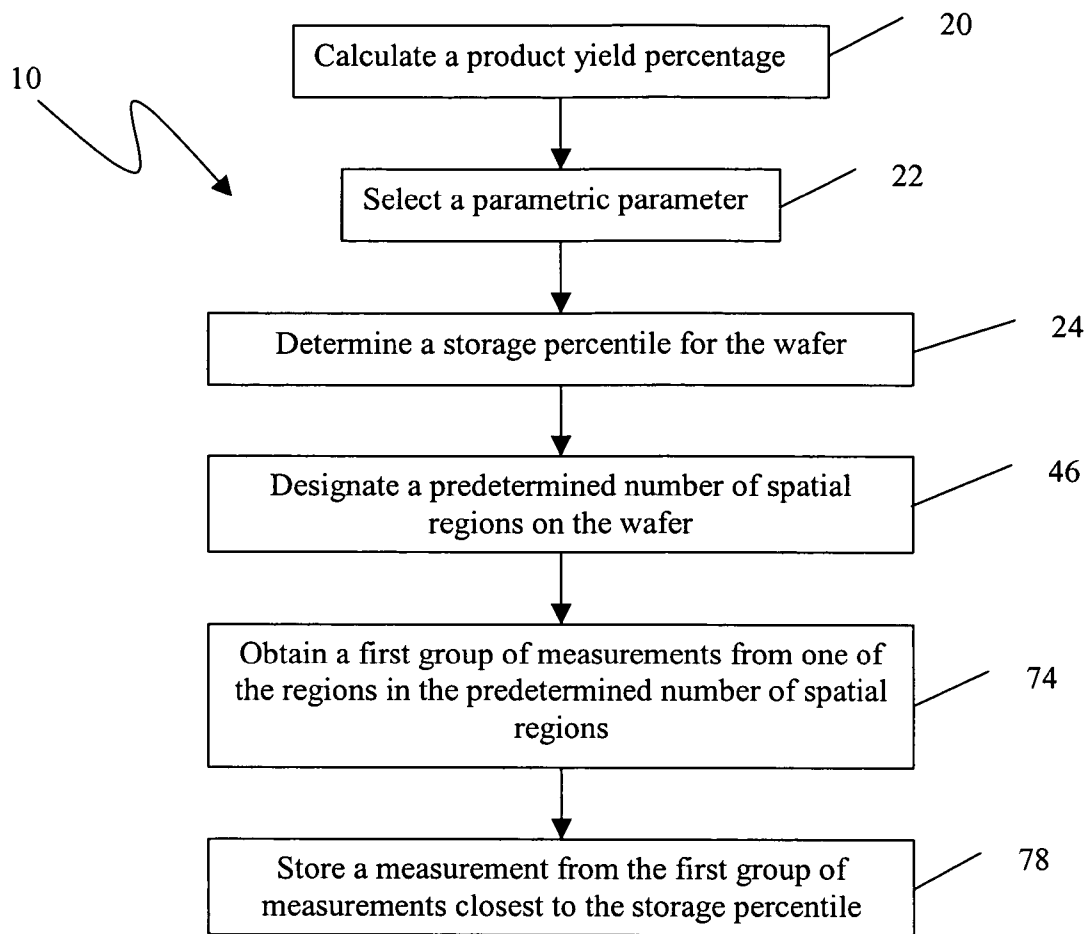 20
Calculate a product yield percentage
10
22
Select a parametric parameter
24
Determine a storage percentile for the wafer
46
Designate a predetermined number of spatial
regions on the wafer
Obtain a first group of measurements from one of
the regions in the predetermined number of spatial
regions
74
Store a measurement from the first group of
measurements closest to the storage percentile
78